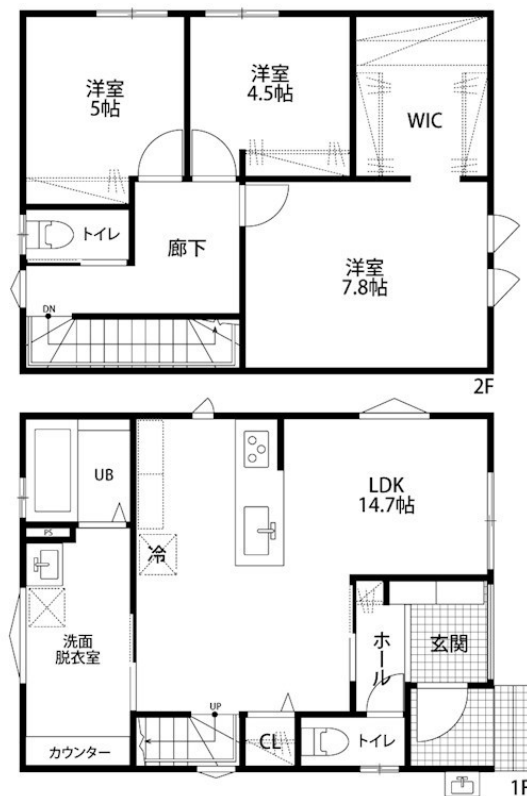 洋室
5帖
洋室
4.5帖
WIC
トイレ
廊下
洋室
7.8帖
DN
2F
UB
LDK
14.7帖
PS
冷
洗面
脱衣室
ホール
玄関
UP
CL
トイレ
カウンター
1F